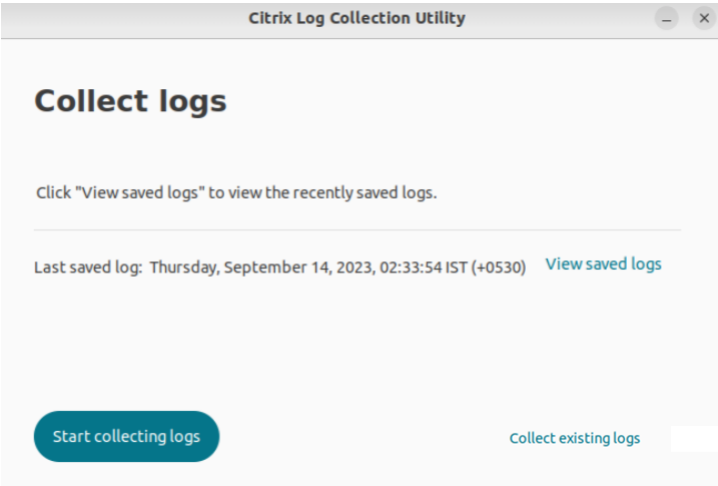 Citrix Log Collection Utility
Collect logs
Click "View saved logs" to view the recently saved logs.
Last saved log: Thursday, September 14, 2023, 02:33:54 IST (+0530) View saved logs
Start collecting logs
Collect existing logs